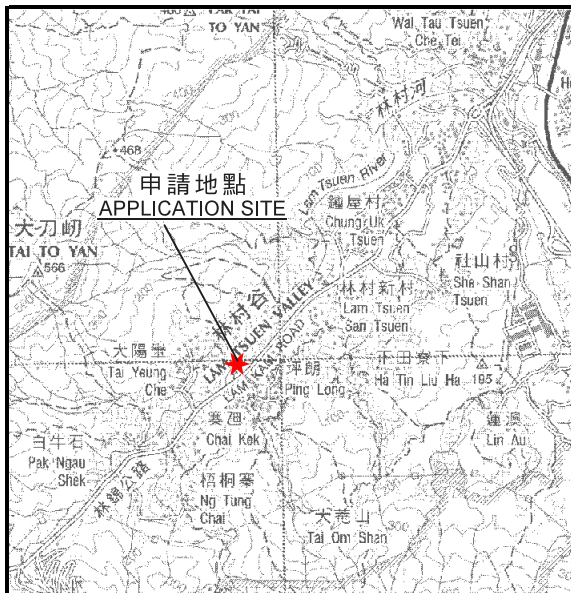 TO YAN
Wai Tau Tsuen
Che Tei
林村河
Lam Tsuen River
468
申請地點
APPLICATION SITE
鍾屋村
Chung Uk
Tsuen
大刀屻
TAI TO YAN
566
社山村
She Shan
Tsuen
林村谷
LAM TSUEN VALLEY
林村新村
Lam Tsuen
San Tsuen
LAM KAM ROAD
大陽輋
Tai Yeung
Che
坪朗
Ping Long
下田寮下
Ha Tin Liu Ha
195
寨乪
Chai Kek
蓮澳
Lin Au
白牛石
Pak Ngau
Shek
林錦公路
梧桐寨
Ng Tung
Chai
大菴山
Tai Om Shan
300